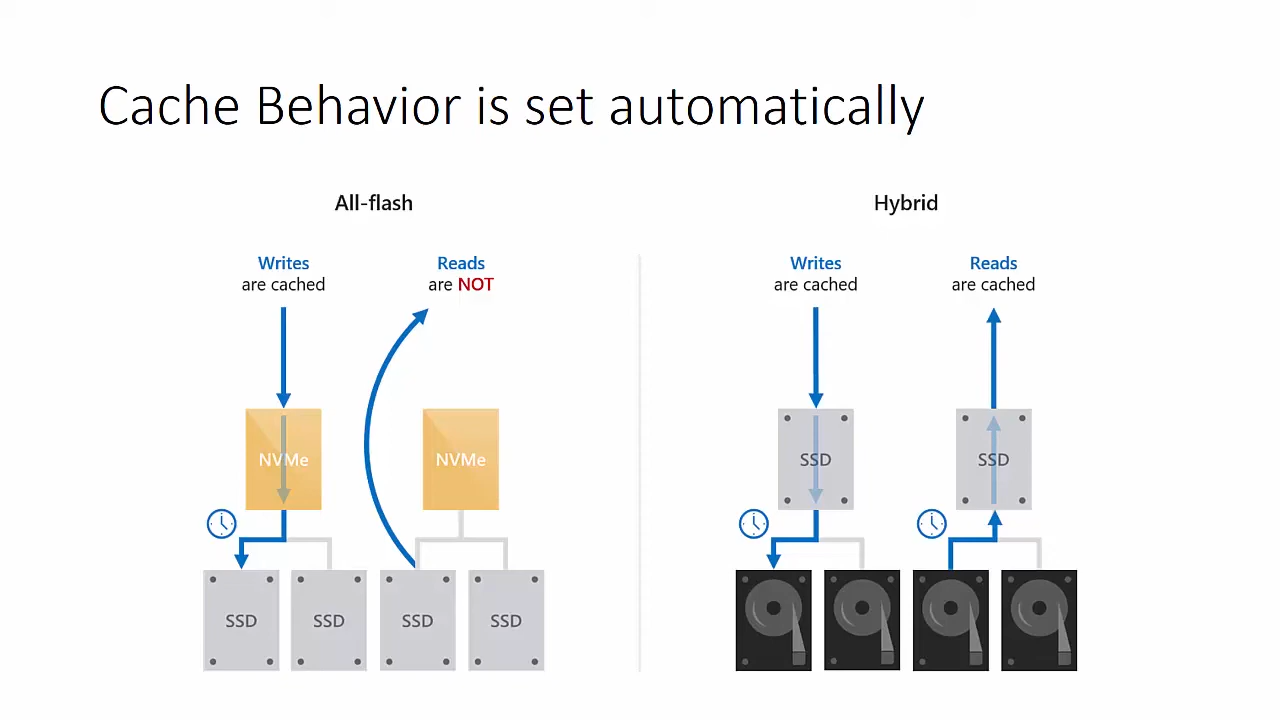 Cache Behavior is set automatically
All-flash
Writes
are cached
Reads
are NOT
NVMe
NVMe
SSD
SSD
SSD
SSD
Hybrid
Writes
are cached
Reads
are cached
SSD
SSD